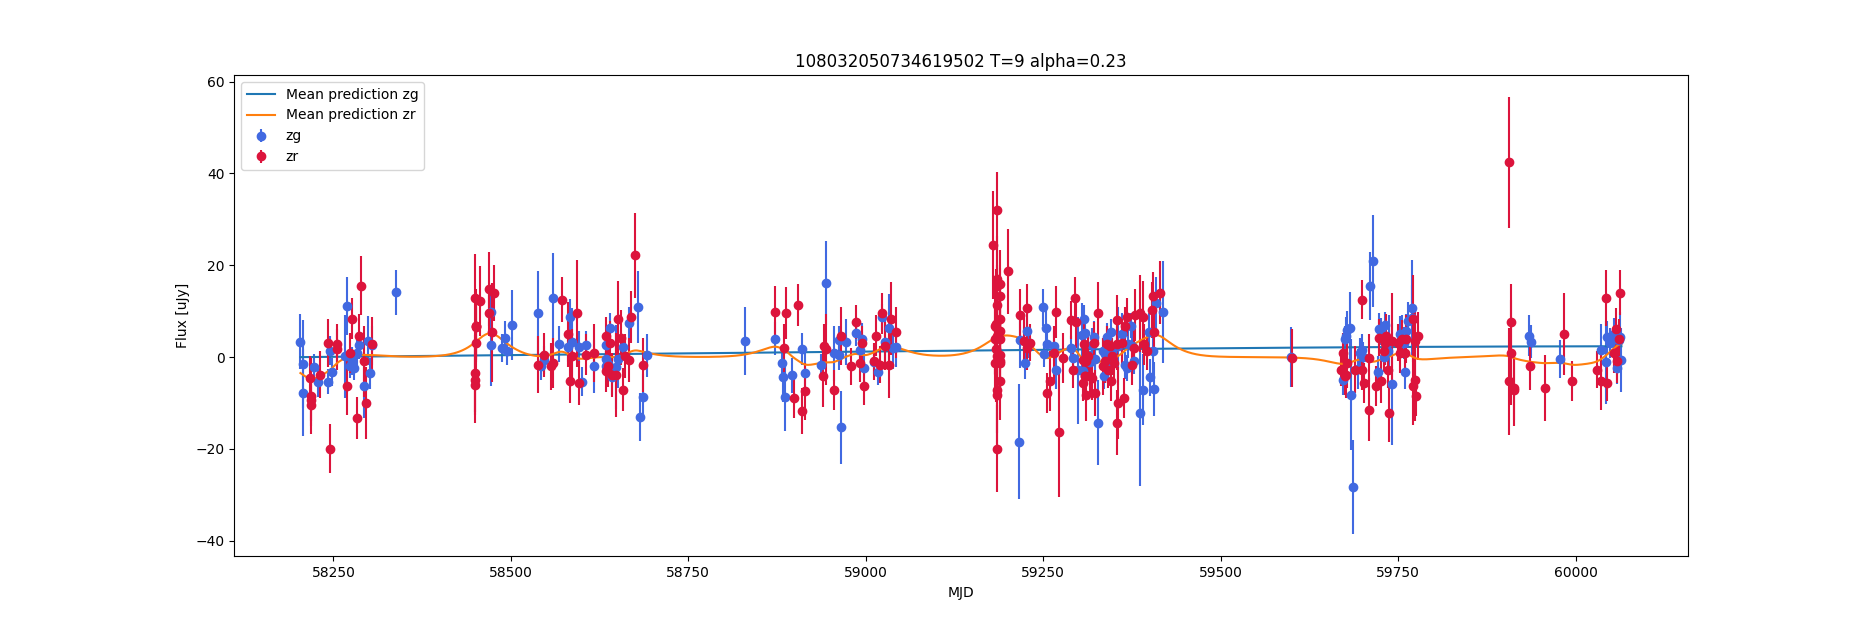 108032050734619502 T=9 alpha=0.23
Mean prediction zg
Mean prediction zr
zg
zr
Flux [uJy]
60
40
20
0
−20
−40
58250 58500 58750 59000 59250 59500 59750 60000
MJD